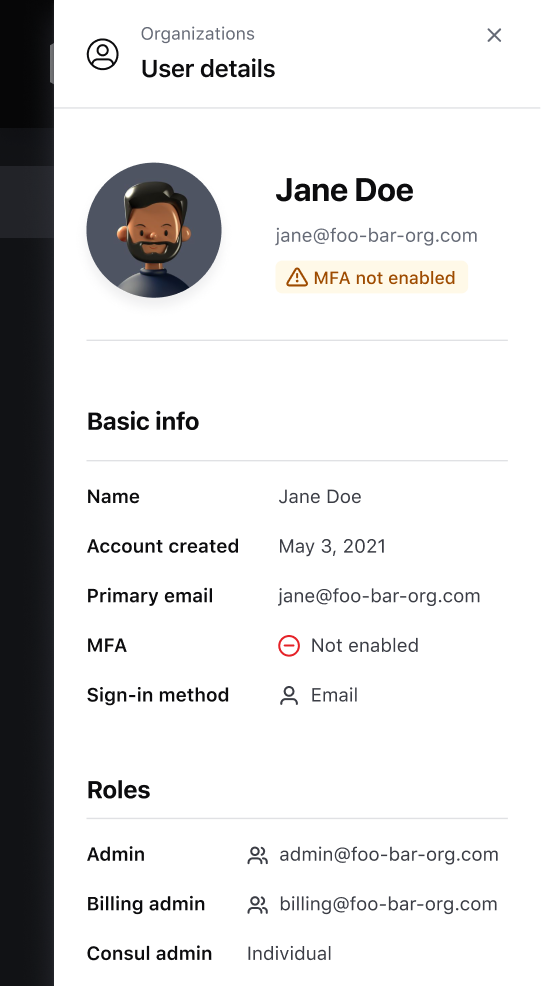 Organizations
User details
Jane Doe
jane@foo-bar-org.com
MFA not enabled
Basic info
Name Jane Doe
Account created May 3, 2021
Primary email jane@foo-bar-org.com
MFA Not enabled
Sign-in method Email
Roles
Admin admin@foo-bar-org.com
Billing admin billing@foo-bar-org.com
Consul admin Individual